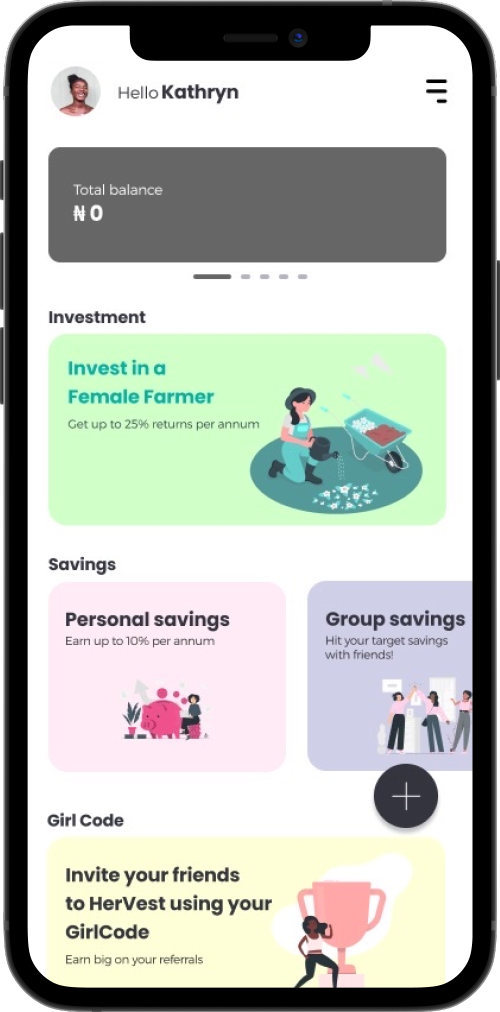 Hello Kathryn
Total balance
₦ 0
Investment
Invest in a
Female Farmer
Get up to 25% returns per annum
Savings
Personal savings
Earn up to 10% per annum
Group savings
Hit your target savings
with friends!
Girl Code
Invite your friends
to HerVest using your
GirlCode
Earn big on your referrals